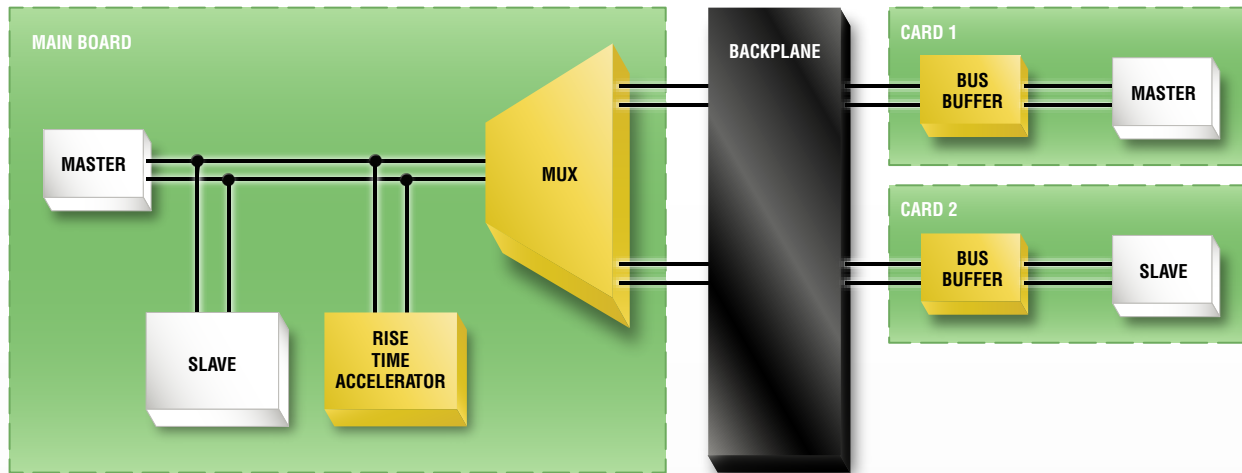 MAIN BOARD
MASTER
SLAVE
RISE
TIME
ACCELERATOR
MUX
BACKPLANE
CARD 1
BUS
BUFFER
MASTER
CARD 2
BUS
BUFFER
SLAVE